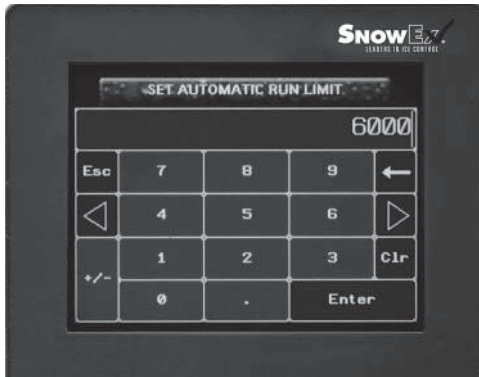 SNOWEX
LEADERS IN ICE CONTROL
SET AUTOMATIC RUN LIMIT
6000
Esc 7 8 9 ←
4 5 6
+/- 1 2 3 Clr
0 . Enter